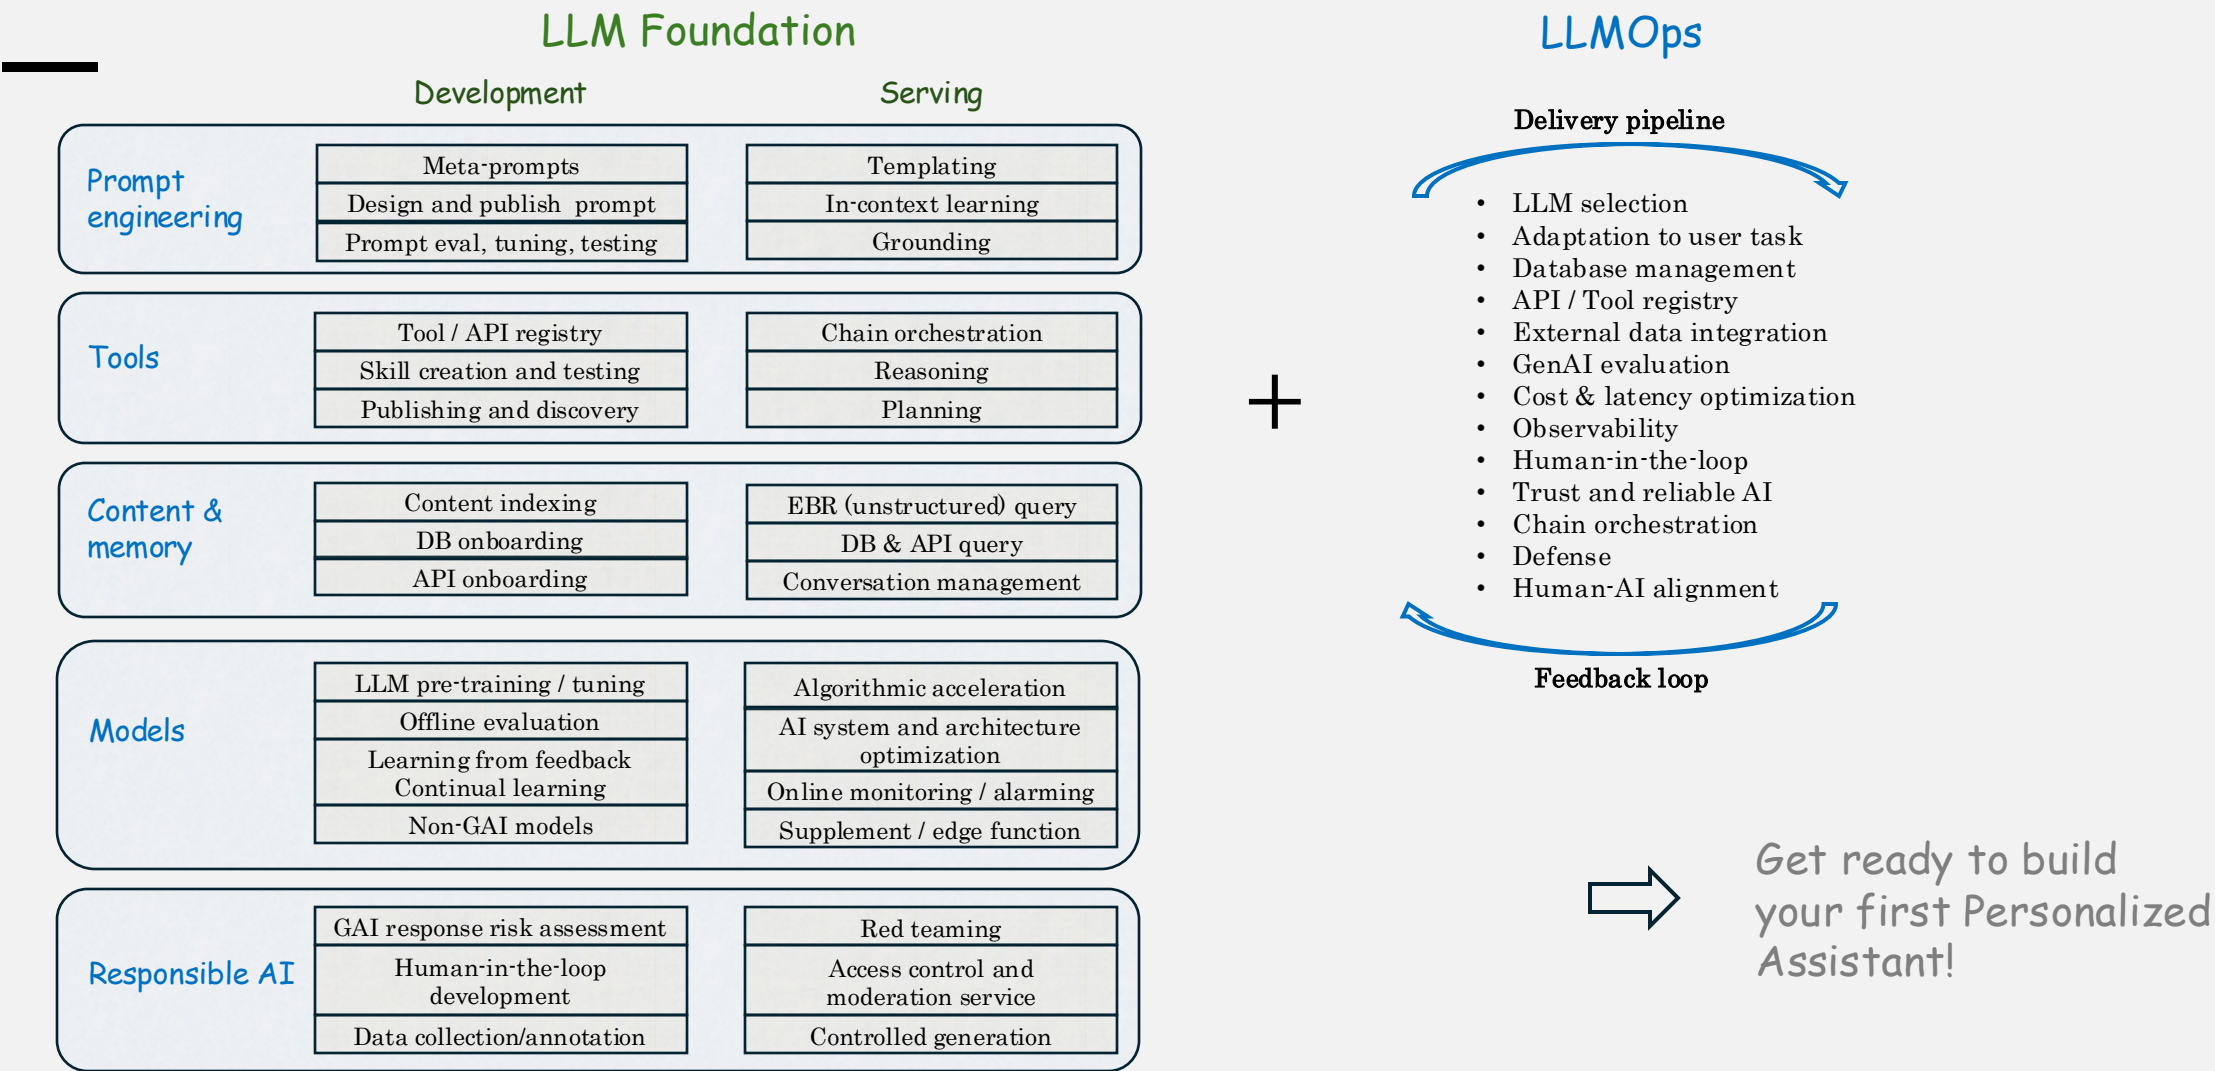 LLM Foundation
Development
Serving
Prompt
engineering
Meta-prompts
Design and publish prompt
Prompt eval, tuning, testing
Templating
In-context learning
Grounding
Tools
Tool / API registry
Skill creation and testing
Publishing and discovery
Chain orchestration
Reasoning
Planning
Content &
memory
Content indexing
DB onboarding
API onboarding
EBR (unstructured) query
DB & API query
Conversation management
Models
LLM pre-training / tuning
Offline evaluation
Learning from feedback
Continual learning
Non-GAI models
Algorithmic acceleration
AI system and architecture
optimization
Online monitoring / alarming
Supplement / edge function
Responsible AI
GAI response risk assessment
Human-in-the-loop
development
Data collection/annotation
Red teaming
Access control and
moderation service
Controlled generation
+
LLMOps
Delivery pipeline
• LLM selection
• Adaptation to user task
• Database management
• API / Tool registry
• External data integration
• GenAI evaluation
• Cost & latency optimization
• Observability
• Human-in-the-loop
• Trust and reliable AI
• Chain orchestration
• Defense
• Human-AI alignment
Feedback loop
Get ready to build
your first Personalized
Assistant!